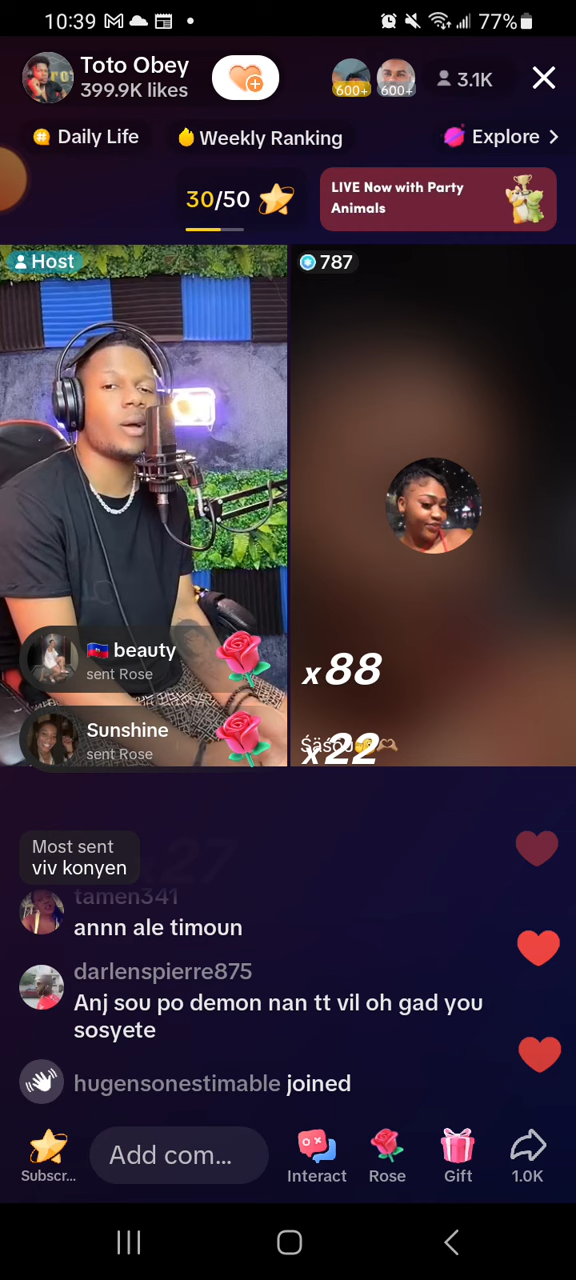 10:39
77%
Toto Obey
399.9K likes
600+
600+
3.1K
Daily Life
Weekly Ranking
Explore
30/50
LIVE Now with Party
Animals
Host
787
beauty
sent Rose
x88
Sunshine
sent Rose
x22
Most sent
viv konyen
x27
tamen341
annn ale timoun
darlenspierre875
Anj sou po demon nan tt vil oh gad you
sosyete
hugensonestimable joined
Subscr...
Add com...
Interact
Rose
Gift
1.0K